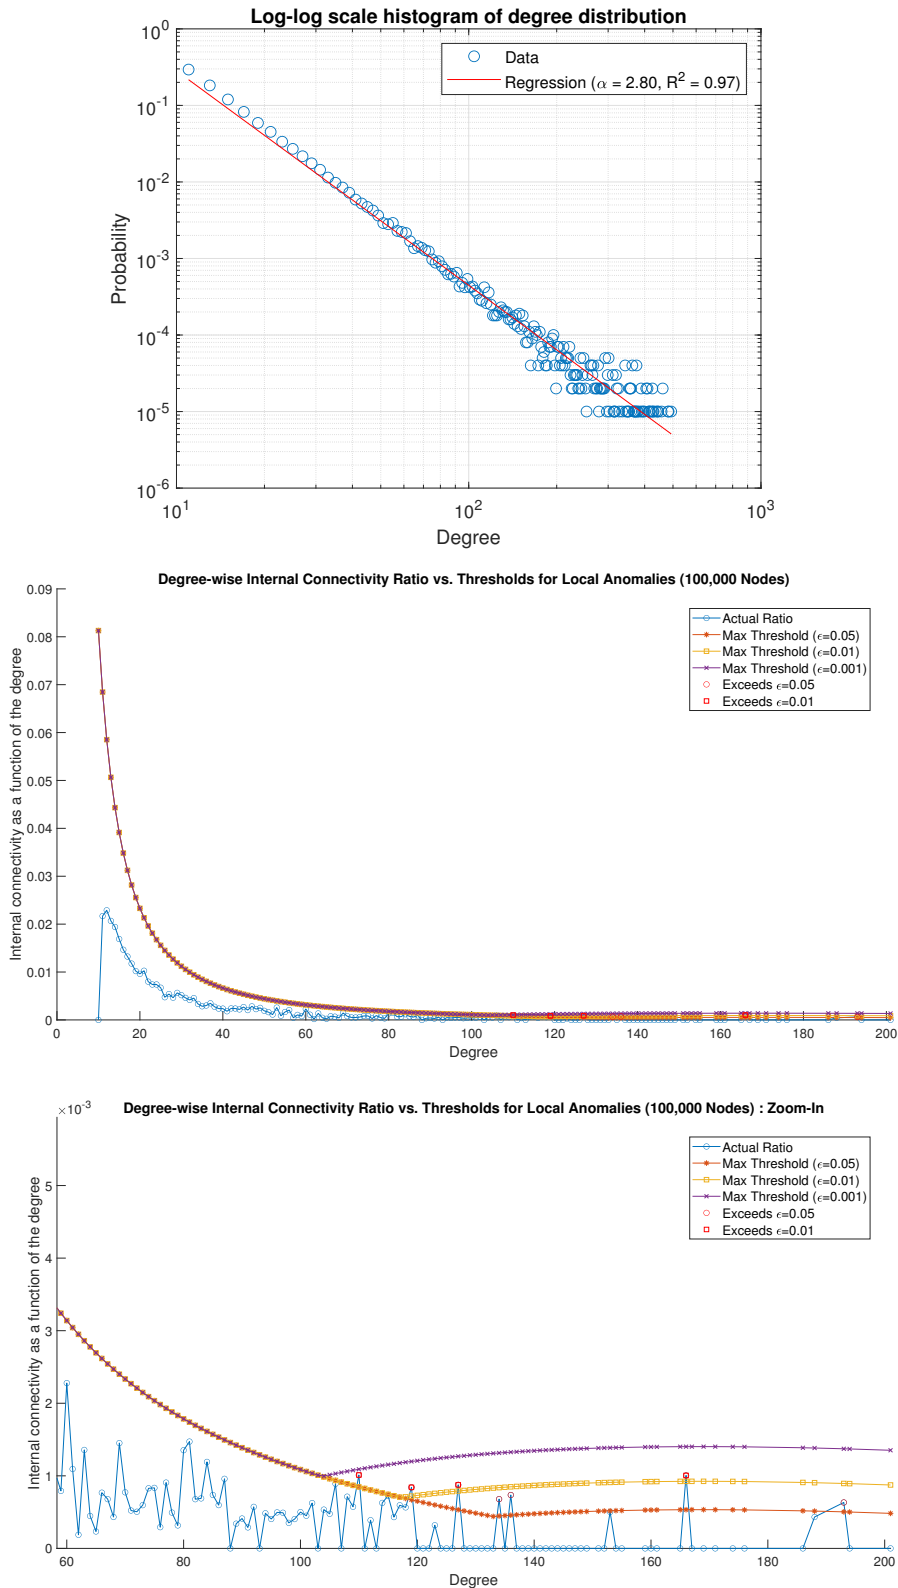 Log-log scale histogram of degree distribution
10^0
10^-1
10^-2
10^-3
10^-4
10^-5
10^-6
Probability
Data
Regression (α = 2.80, R^2 = 0.97)
10^1 10^2 10^3
Degree
Degree-wise Internal Connectivity Ratio vs. Thresholds for Local Anomalies (100,000 Nodes)
0.09
0.08
0.07
0.06
0.05
0.04
0.03
0.02
0.01
0
Internal connectivity as a function of the degree
Actual Ratio
Max Threshold (ϵ=0.05)
Max Threshold (ϵ=0.01)
Max Threshold (ϵ=0.001)
Exceeds ϵ=0.05
Exceeds ϵ=0.01
0 20 40 60 80 100 120 140 160 180 200
Degree
×10^-3
Degree-wise Internal Connectivity Ratio vs. Thresholds for Local Anomalies (100,000 Nodes) : Zoom-In
5
4
3
2
1
0
Internal connectivity as a function of the degree
Actual Ratio
Max Threshold (ϵ=0.05)
Max Threshold (ϵ=0.01)
Max Threshold (ϵ=0.001)
Exceeds ϵ=0.05
Exceeds ϵ=0.01
60 80 100 120 140 160 180 200
Degree